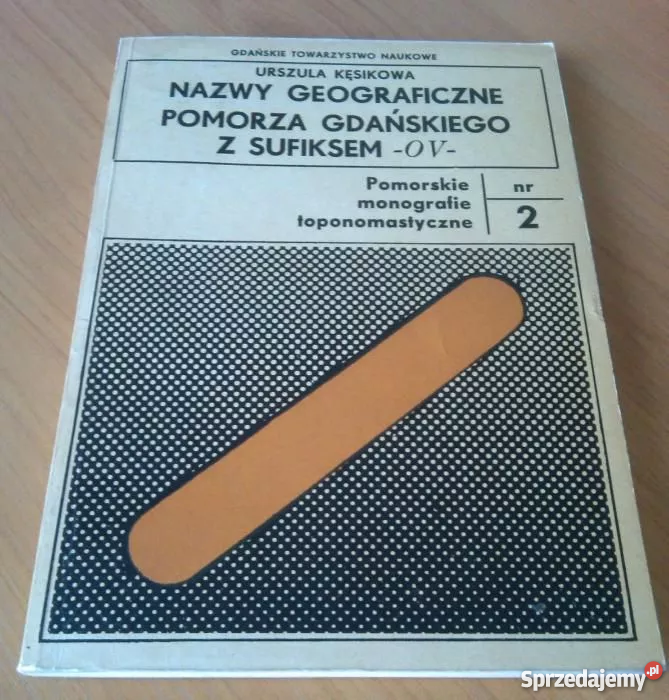 GDAŃSKIE TOWARZYSTWO NAUKOWE
URSZULA KĘSIKOWA
NAZWY GEOGRAFICZNE
POMORZA GDAŃSKIEGO
Z SUFIKSEM -OV-
Pomorskie
monografie
toponomastyczne
nr
2
Sprzedajemy.pl